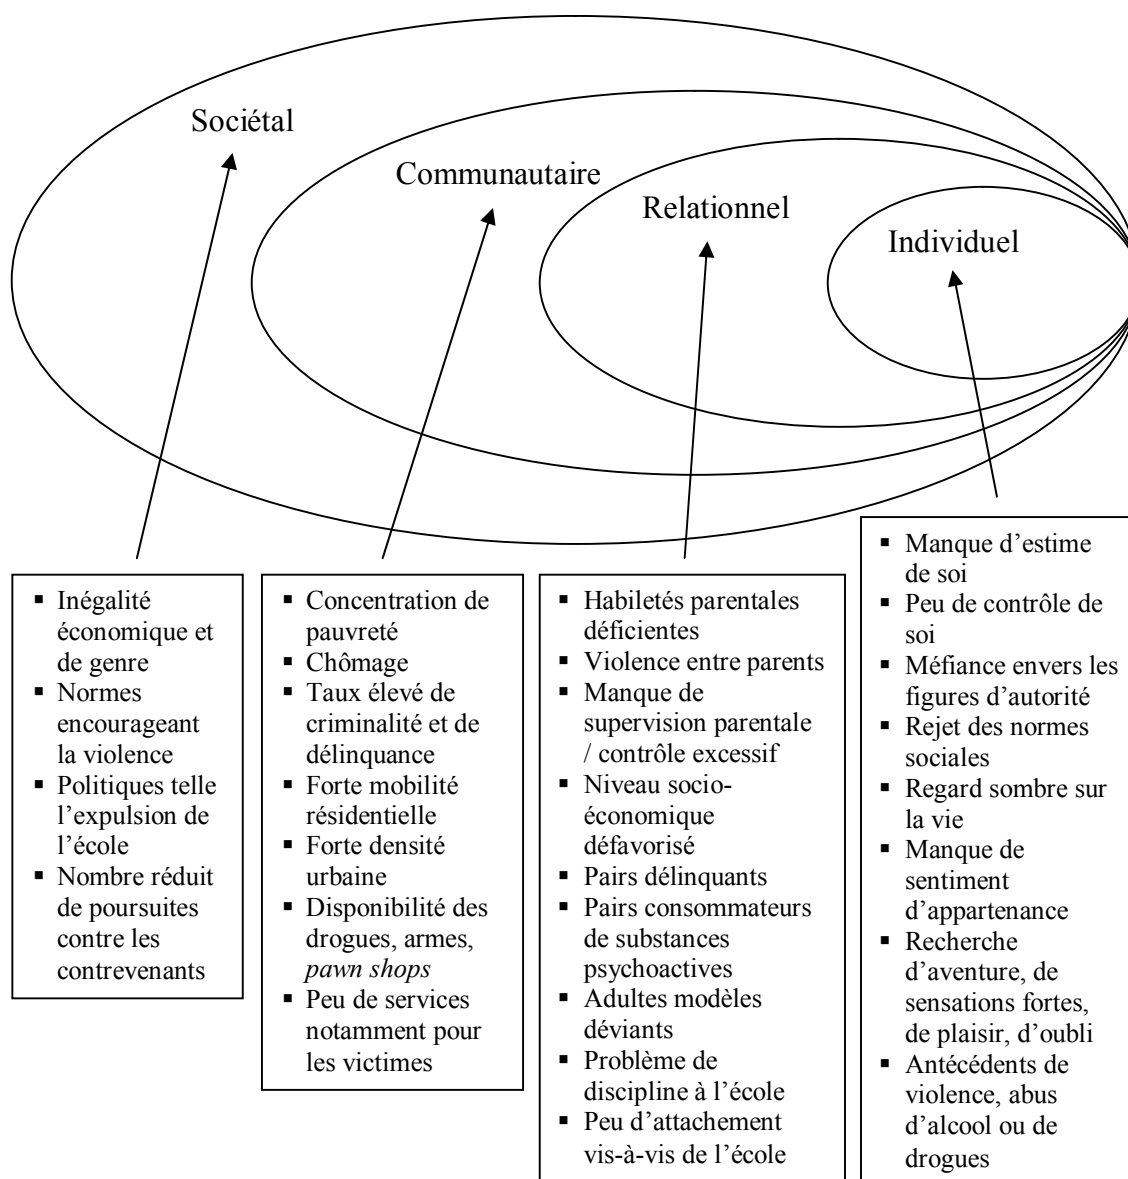 Sociétal
Communautaire
Relationnel
Individuel
▪ Inégalité
économique et
de genre
▪ Normes
encourageant
la violence
▪ Politiques telle
l’expulsion de
l’école
▪ Nombre réduit
de poursuites
contre les
contrevenants
▪ Concentration de
pauvreté
▪ Chômage
▪ Taux élevé de
criminalité et de
délinquance
▪ Forte mobilité
résidentielle
▪ Forte densité
urbaine
▪ Disponibilité des
drogues, armes,
pawn shops
▪ Peu de services
notamment pour
les victimes
▪ Habiletés parentales
déficientes
▪ Violence entre parents
▪ Manque de
supervision parentale
/ contrôle excessif
▪ Niveau socio-
économique
défavorisé
▪ Pairs délinquants
▪ Pairs consommateurs
de substances
psychoactives
▪ Adultes modèles
déviants
▪ Problème de
discipline à l’école
▪ Peu d’attachement
vis-à-vis de l’école
▪ Manque d’estime
de soi
▪ Peu de contrôle de
soi
▪ Méfiance envers les
figures d’autorité
▪ Rejet des normes
sociales
▪ Regard sombre sur
la vie
▪ Manque de
sentiment
d’appartenance
▪ Recherche
d’aventure, de
sensations fortes,
de plaisir, d’oubli
▪ Antécédents de
violence, abus
d’alcool ou de
drogues